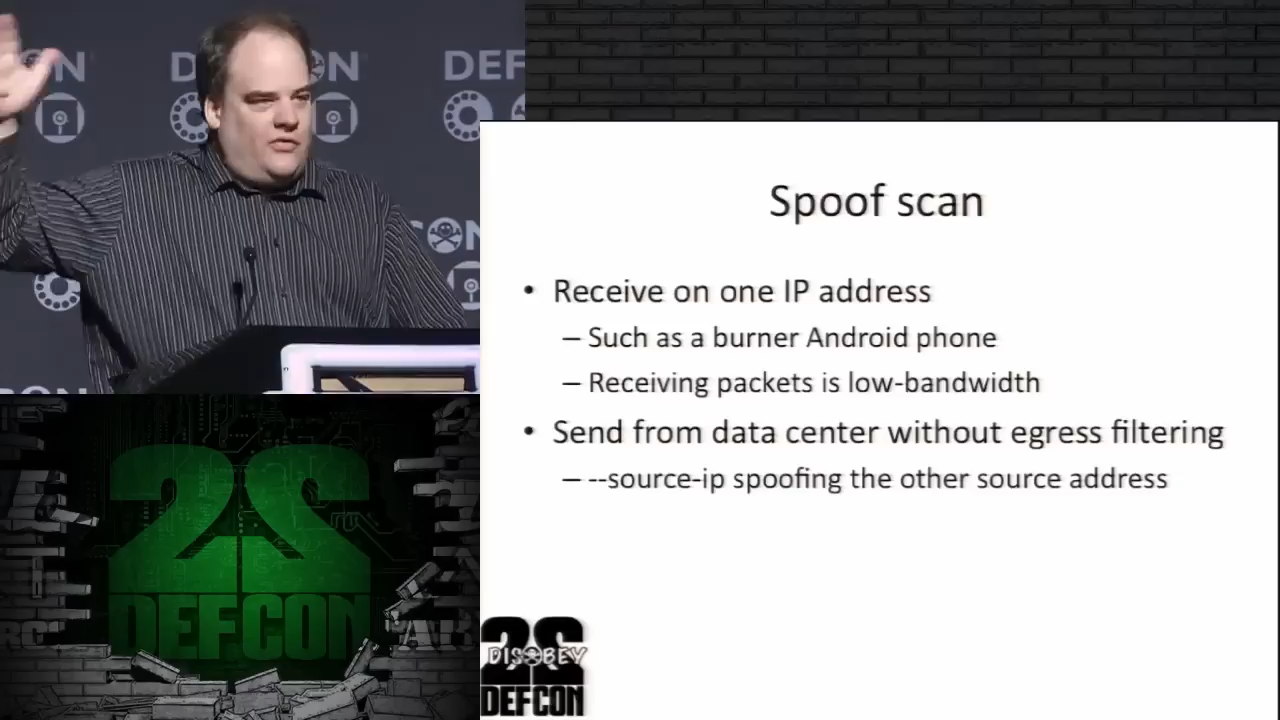 DEF CON
DEF
CON
Spoof scan
• Receive on one IP address
– Such as a burner Android phone
– Receiving packets is low-bandwidth
• Send from data center without egress filtering
– --source-ip spoofing the other source address
22
DEFCON
22
DISOBEY
DEFCON